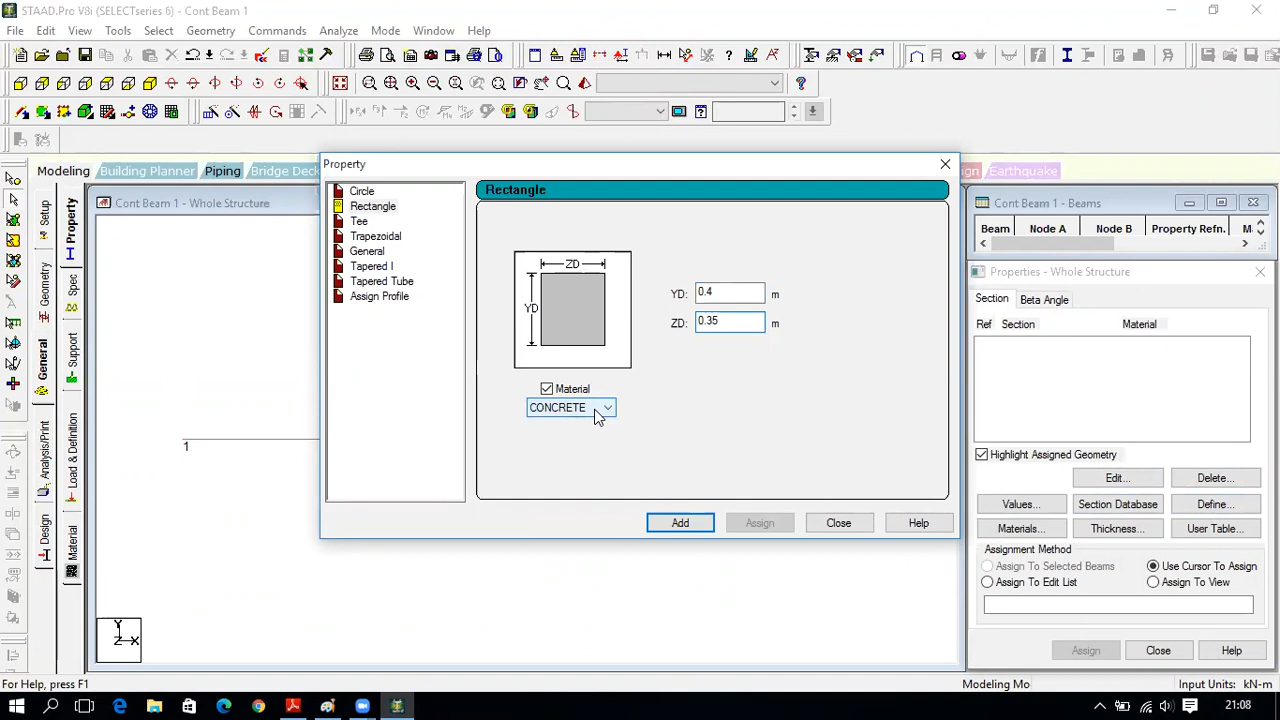 STAAD.Pro V8i (SELECTseries 6) - Cont Beam 1
File Edit View Tools Select Geometry Commands Analyze Mode Window Help
Modeling Building Planner Piping Bridge Deck
Earthquake
Cont Beam 1 - Whole Structure
Setup
Geometry
General
Analysis/Print
Design
Property
Spec
Support
Load & Definition
Material
1
Y
Z X
Property
Circle
Rectangle
Tee
Trapezoidal
General
Tapered I
Tapered Tube
Assign Profile
Rectangle
ZD
YD
YD: 0.4 m
ZD: 0.35 m
Material
CONCRETE
Add Assign Close Help
Cont Beam 1 - Beams
Beam Node A Node B Property Refn.
Properties - Whole Structure
Section Beta Angle
Ref Section Material
Highlight Assigned Geometry
Edit... Delete...
Values... Section Database Define...
Materials... Thickness... User Table...
Assignment Method
Assign To Selected Beams Use Cursor To Assign
Assign To Edit List Assign To View
Assign Close Help
For Help, press F1
Modeling Mo Input Units: kN-m
21:08